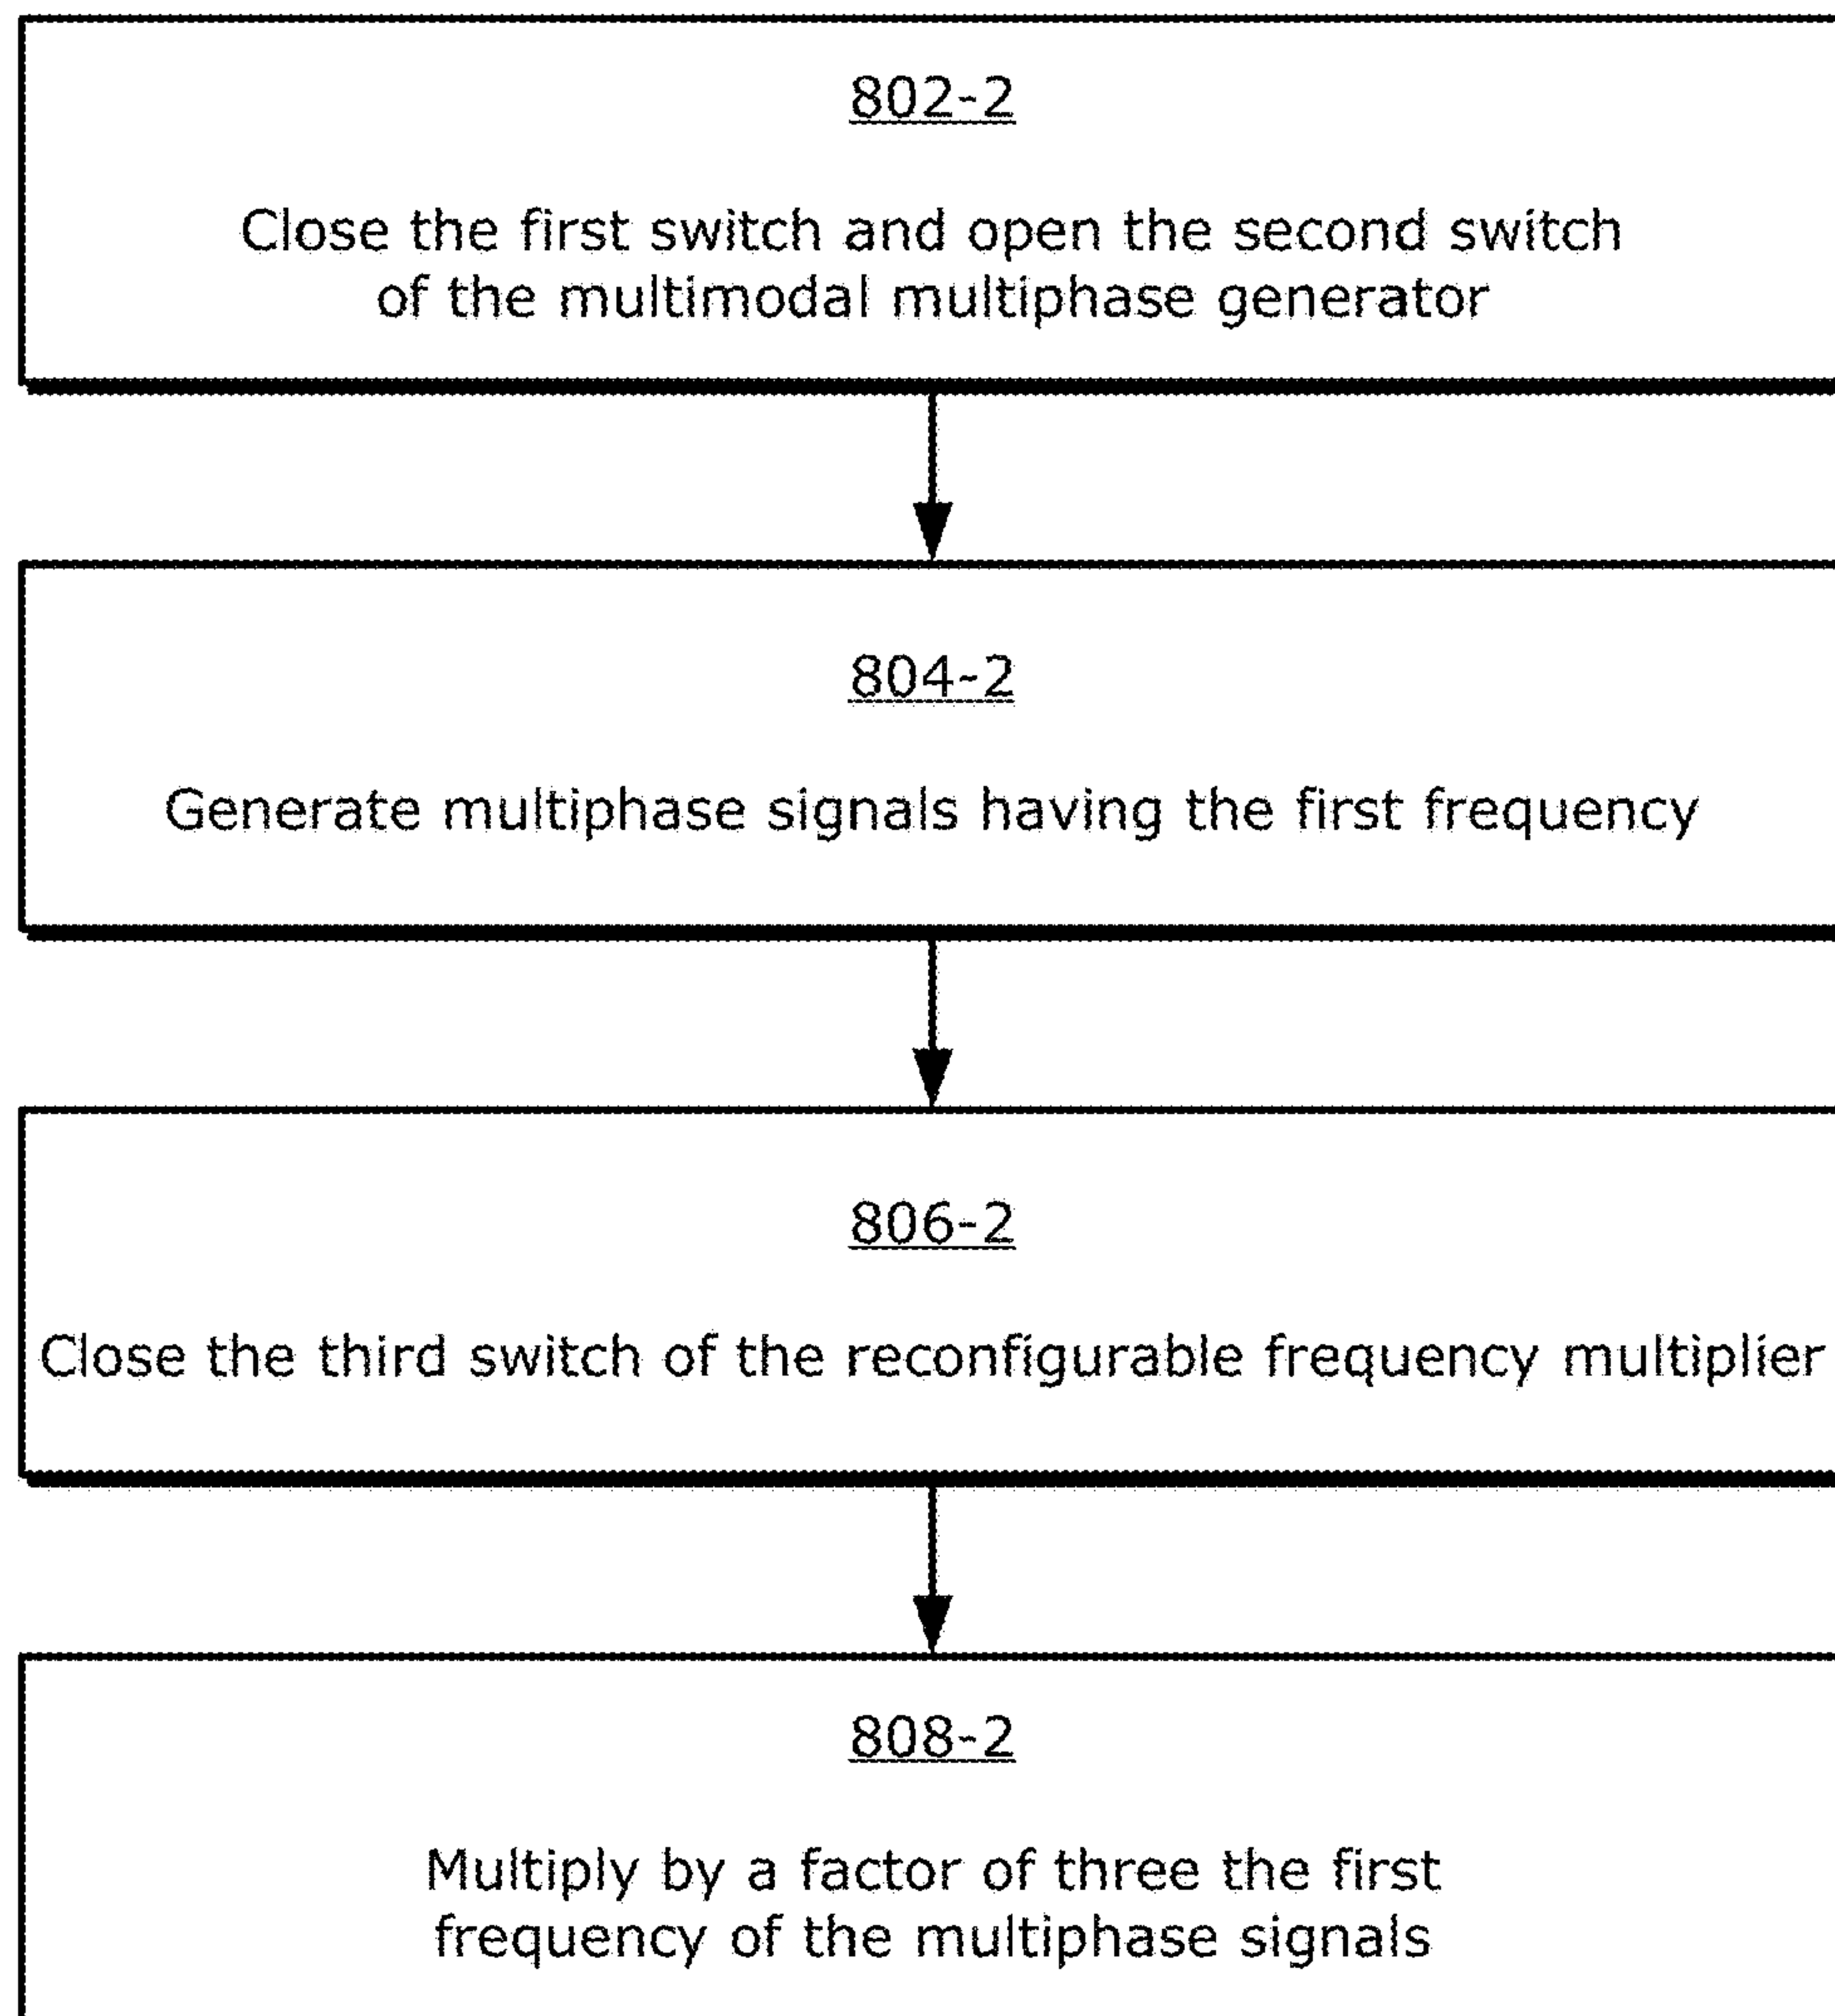 802-2
Close the first switch and open the second switch
of the multimodal multiphase generator
804-2
Generate multiphase signals having the first frequency
806-2
Close the third switch of the reconfigurable frequency multiplier
808-2
Multiply by a factor of three the first
frequency of the multiphase signals